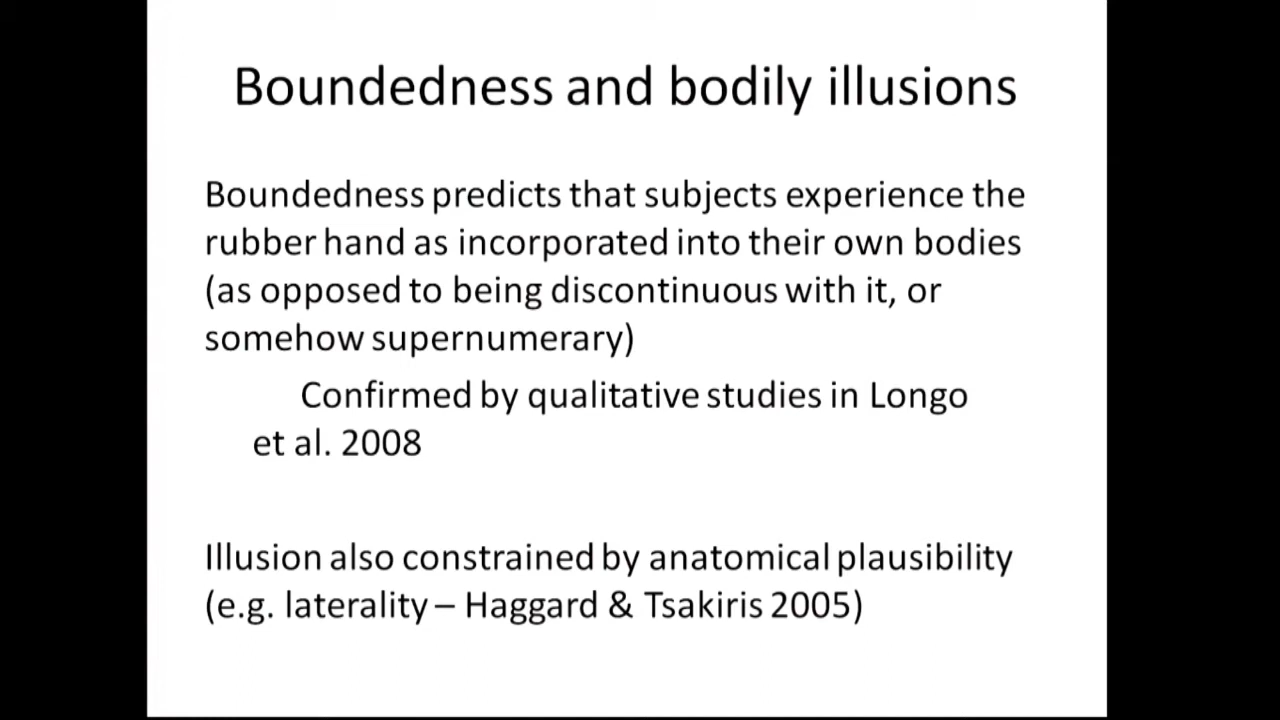 Boundedness and bodily illusions
Boundedness predicts that subjects experience the
rubber hand as incorporated into their own bodies
(as opposed to being discontinuous with it, or
somehow supernumerary)
Confirmed by qualitative studies in Longo
et al. 2008
Illusion also constrained by anatomical plausibility
(e.g. laterality – Haggard & Tsakiris 2005)